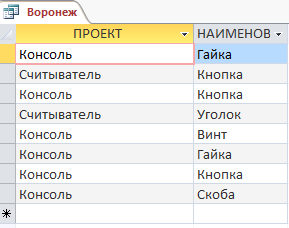 Воронеж
ПРОЕКТ НАИМЕНОВ
Консоль Гайка
Считыватель Кнопка
Консоль Кнопка
Считыватель Уголок
Консоль Винт
Консоль Гайка
Консоль Кнопка
Консоль Скоба